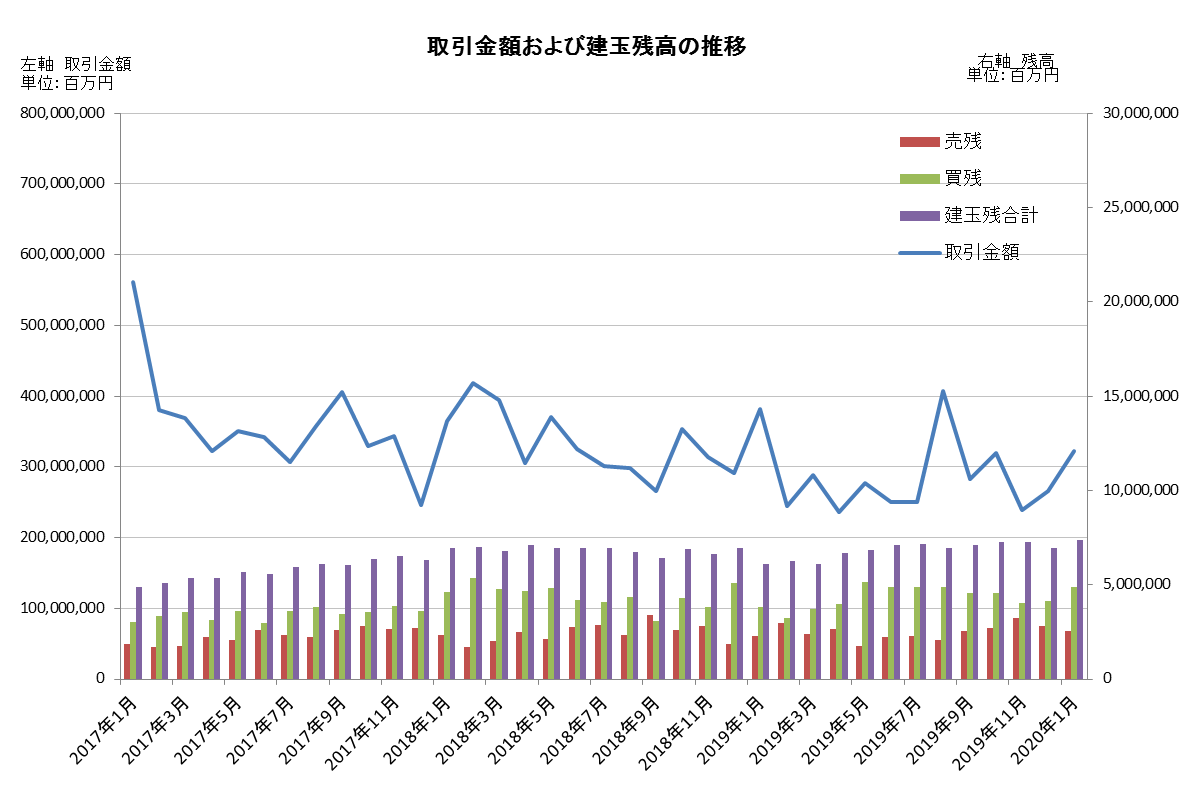 取引金額および建玉残高の推移
左軸 取引金額
単位: 百万円
右軸 残高
単位: 百万円
800,000,000
700,000,000
600,000,000
500,000,000
400,000,000
300,000,000
200,000,000
100,000,000
0
30,000,000
25,000,000
20,000,000
15,000,000
10,000,000
5,000,000
0
売残
買残
建玉残合計
取引金額
2017年1月
2017年3月
2017年5月
2017年7月
2017年9月
2017年11月
2018年1月
2018年3月
2018年5月
2018年7月
2018年9月
2018年11月
2019年1月
2019年3月
2019年5月
2019年7月
2019年9月
2019年11月
2020年1月